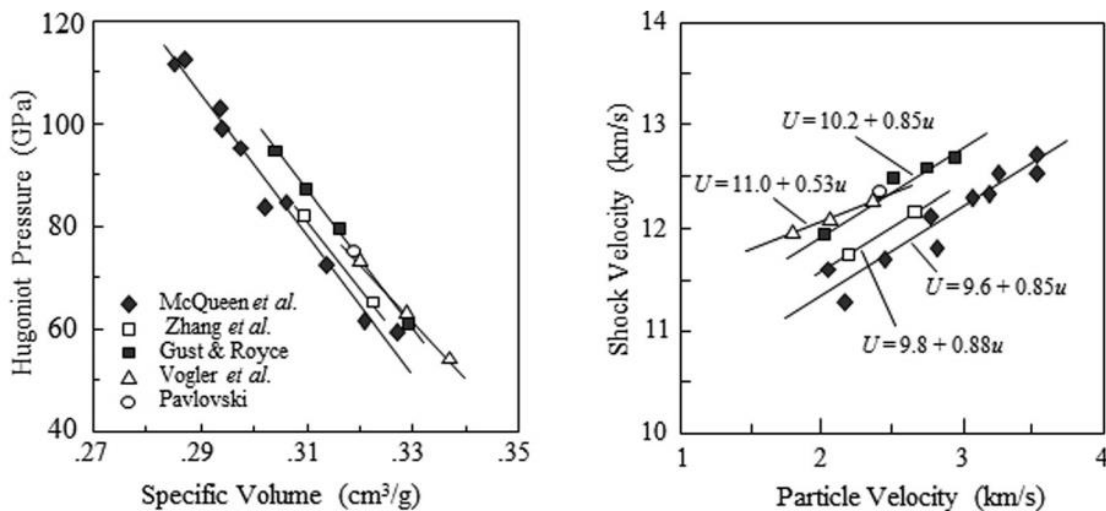 120
100
80
60
40
Hugoniot Pressure (GPa)
McQueen et al.
Zhang et al.
Gust & Royce
Vogler et al.
Pavlovski
.27
.29
.31
.33
.35
Specific Volume (cm³/g)
14
13
12
11
10
Shock Velocity (km/s)
U = 10.2 + 0.85u
U = 11.0 + 0.53u
U = 9.6 + 0.85u
U = 9.8 + 0.88u
1
2
3
4
Particle Velocity (km/s)